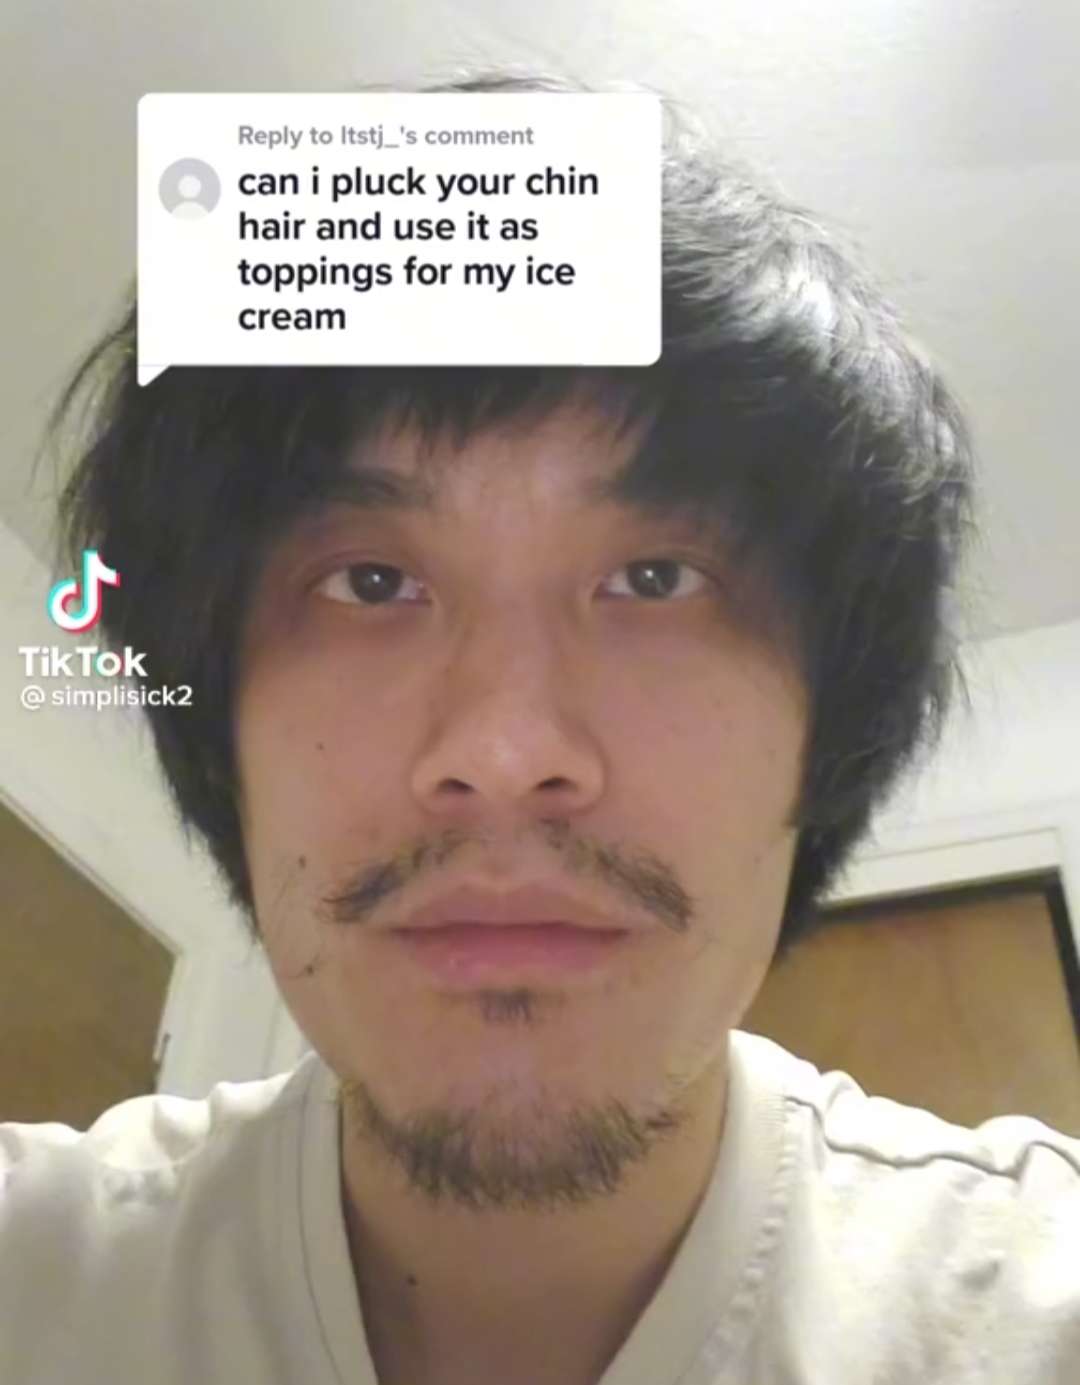 Reply to ltstj_'s comment
can i pluck your chin
hair and use it as
toppings for my ice
cream
TikTok
@simplisick2